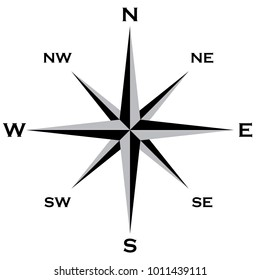 N
NW NE
W E
SW SE
S
shutterstock.com · 1011439111